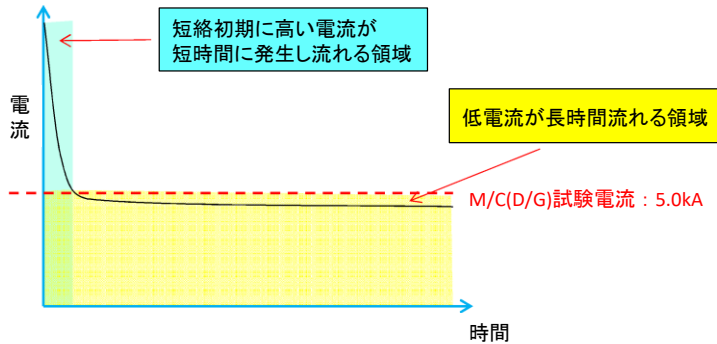 短絡初期に高い電流が
短時間に発生し流れる領域
電流
低電流が長時間流れる領域
M/C(D/G)試験電流：5.0kA
時間